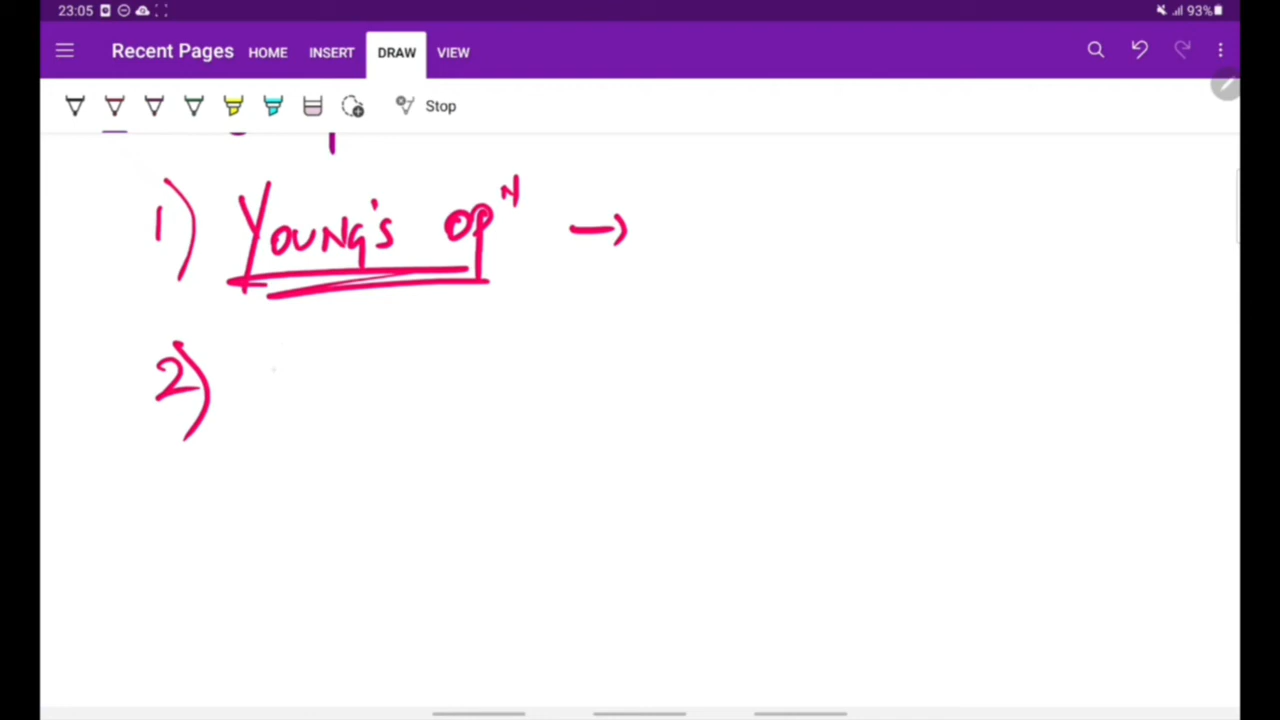 23:05 93%
Recent Pages HOME INSERT DRAW VIEW
Stop
1) Young's opⁿ →
2)